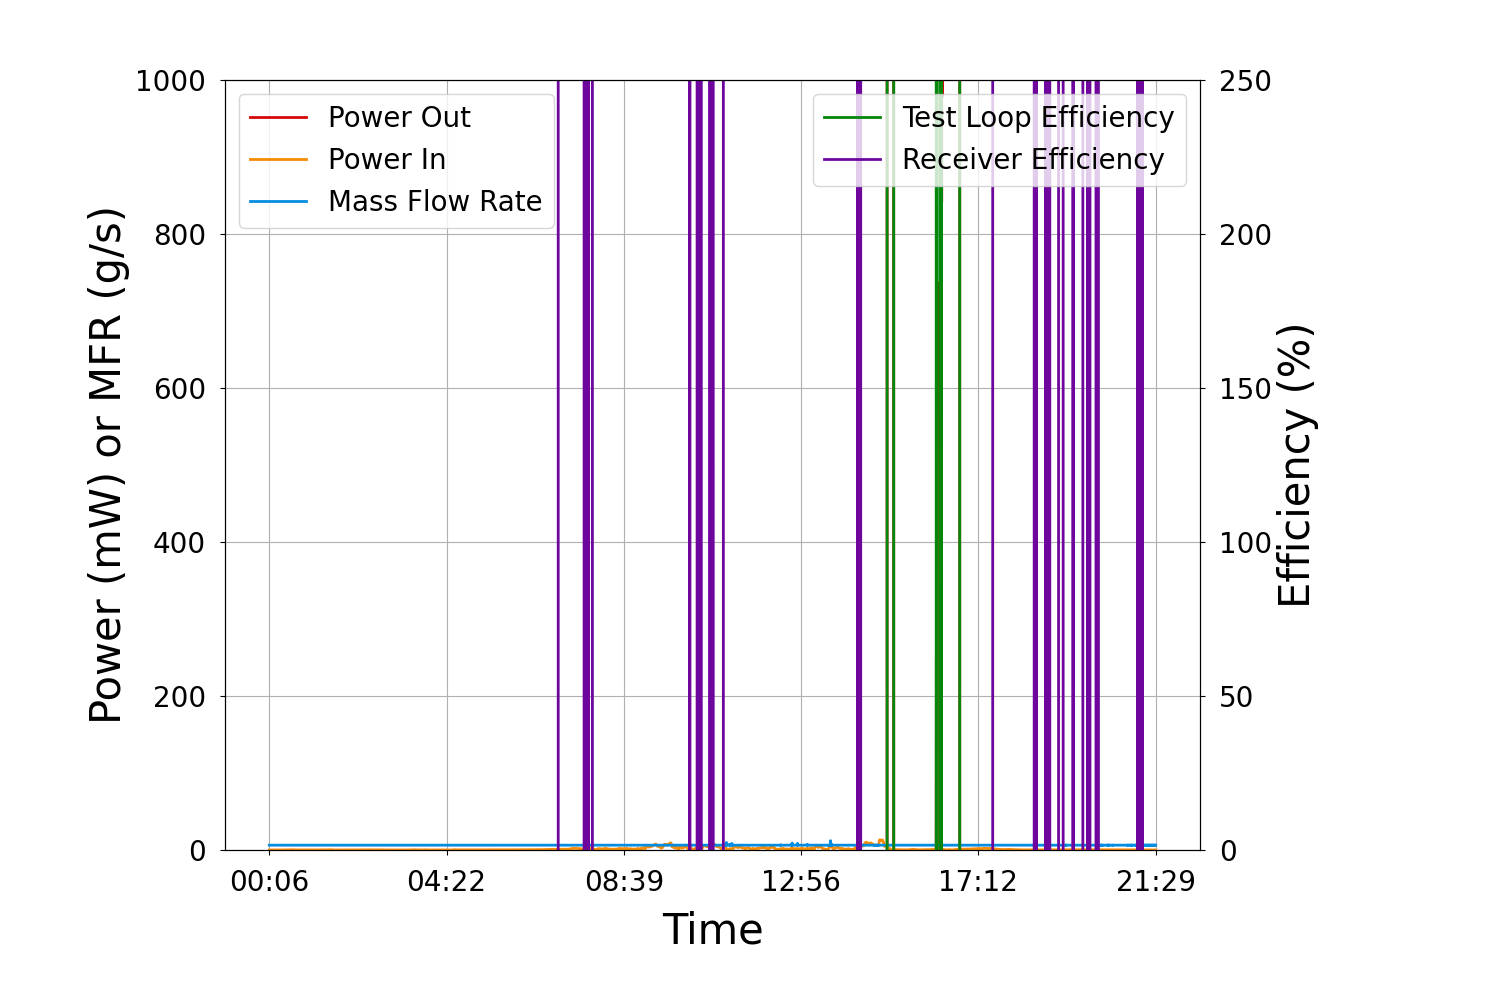 1000
800
600
400
200
0
Power (mW) or MFR (g/s)
Power Out
Power In
Mass Flow Rate
Test Loop Efficiency
Receiver Efficiency
250
200
150
100
50
0
Efficiency (%)
00:06 04:22 08:39 12:56 17:12 21:29
Time